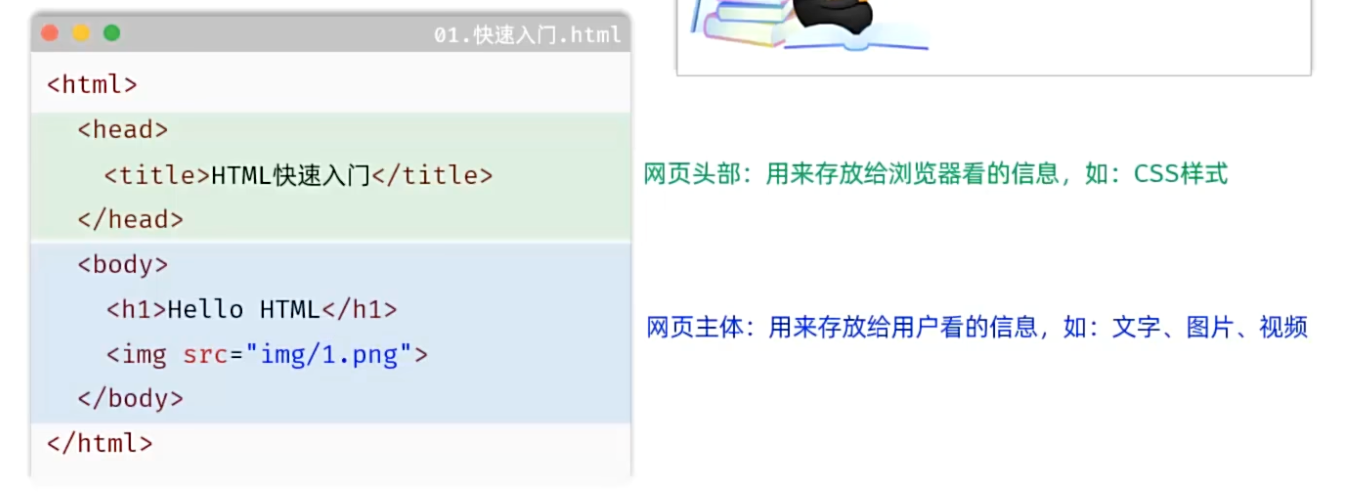 01.快速入门.html
<html>
<head>
<title>HTML快速入门</title>
</head>
<body>
<h1>Hello HTML</h1>
<img src="img/1.png">
</body>
</html>
网页头部：用来存放给浏览器看的信息，如：CSS样式
网页主体：用来存放给用户看的信息，如：文字、图片、视频